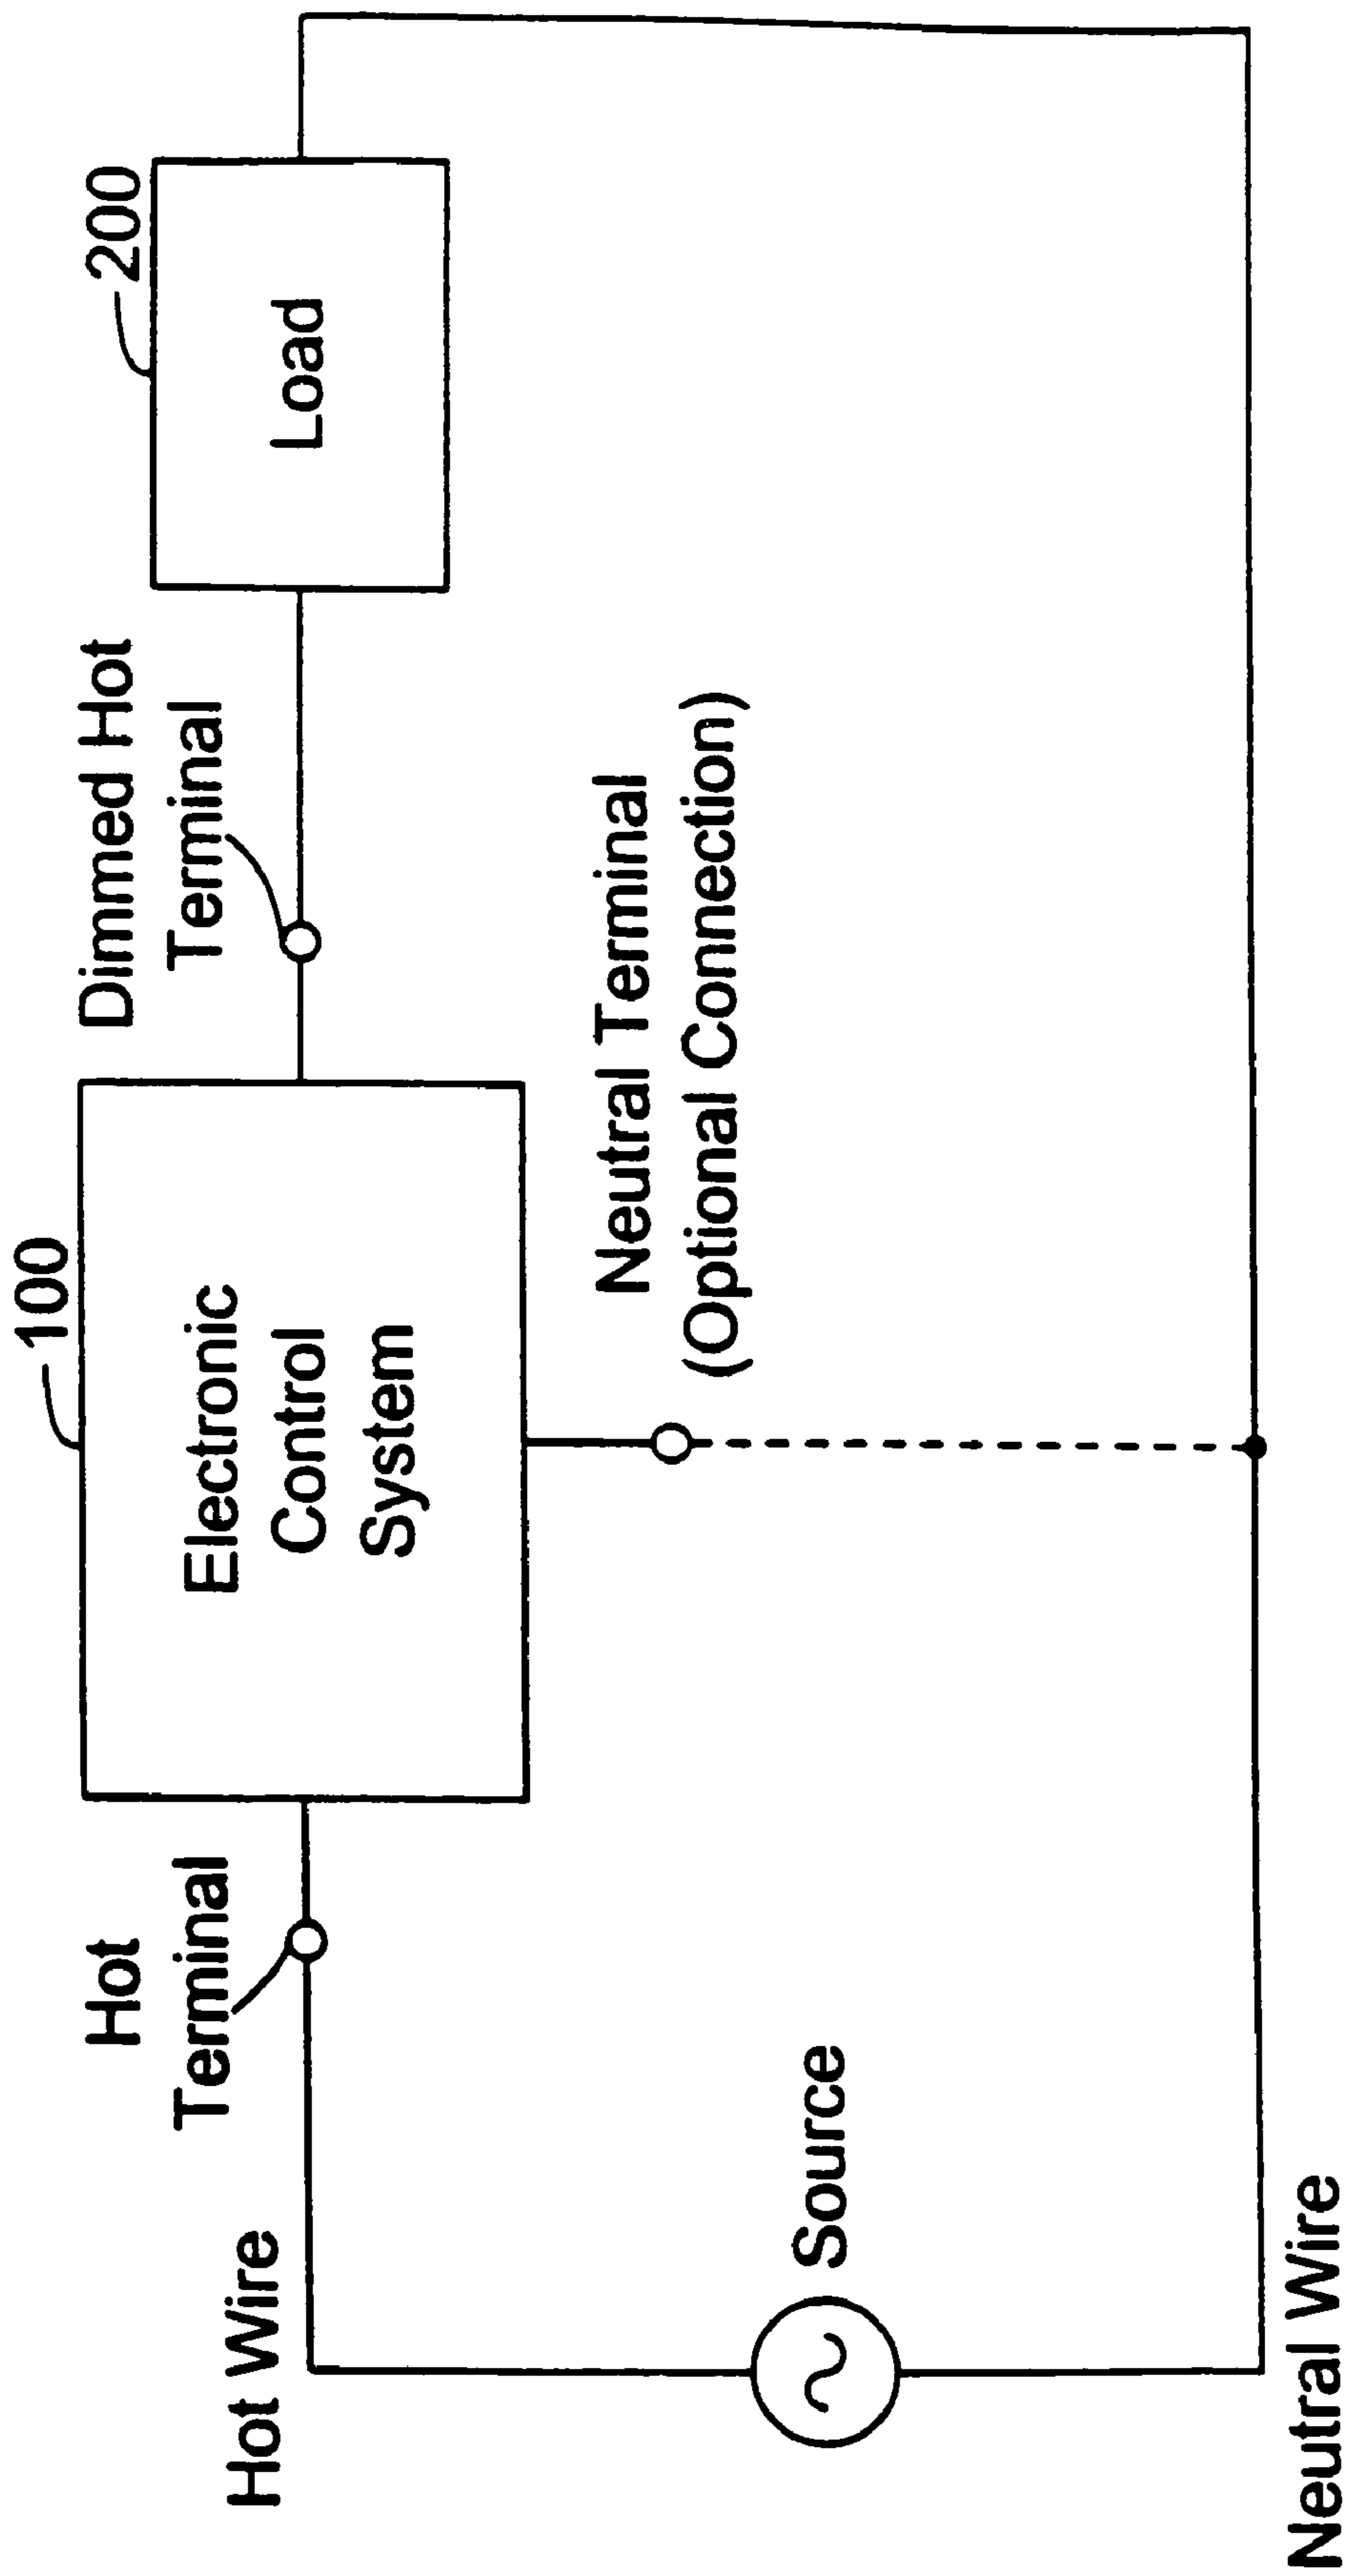 100
Electronic
Control
System
Hot
Terminal
Hot Wire
Dimmed Hot
Terminal
200
Load
Neutral Terminal
(Optional Connection)
Source
Neutral Wire